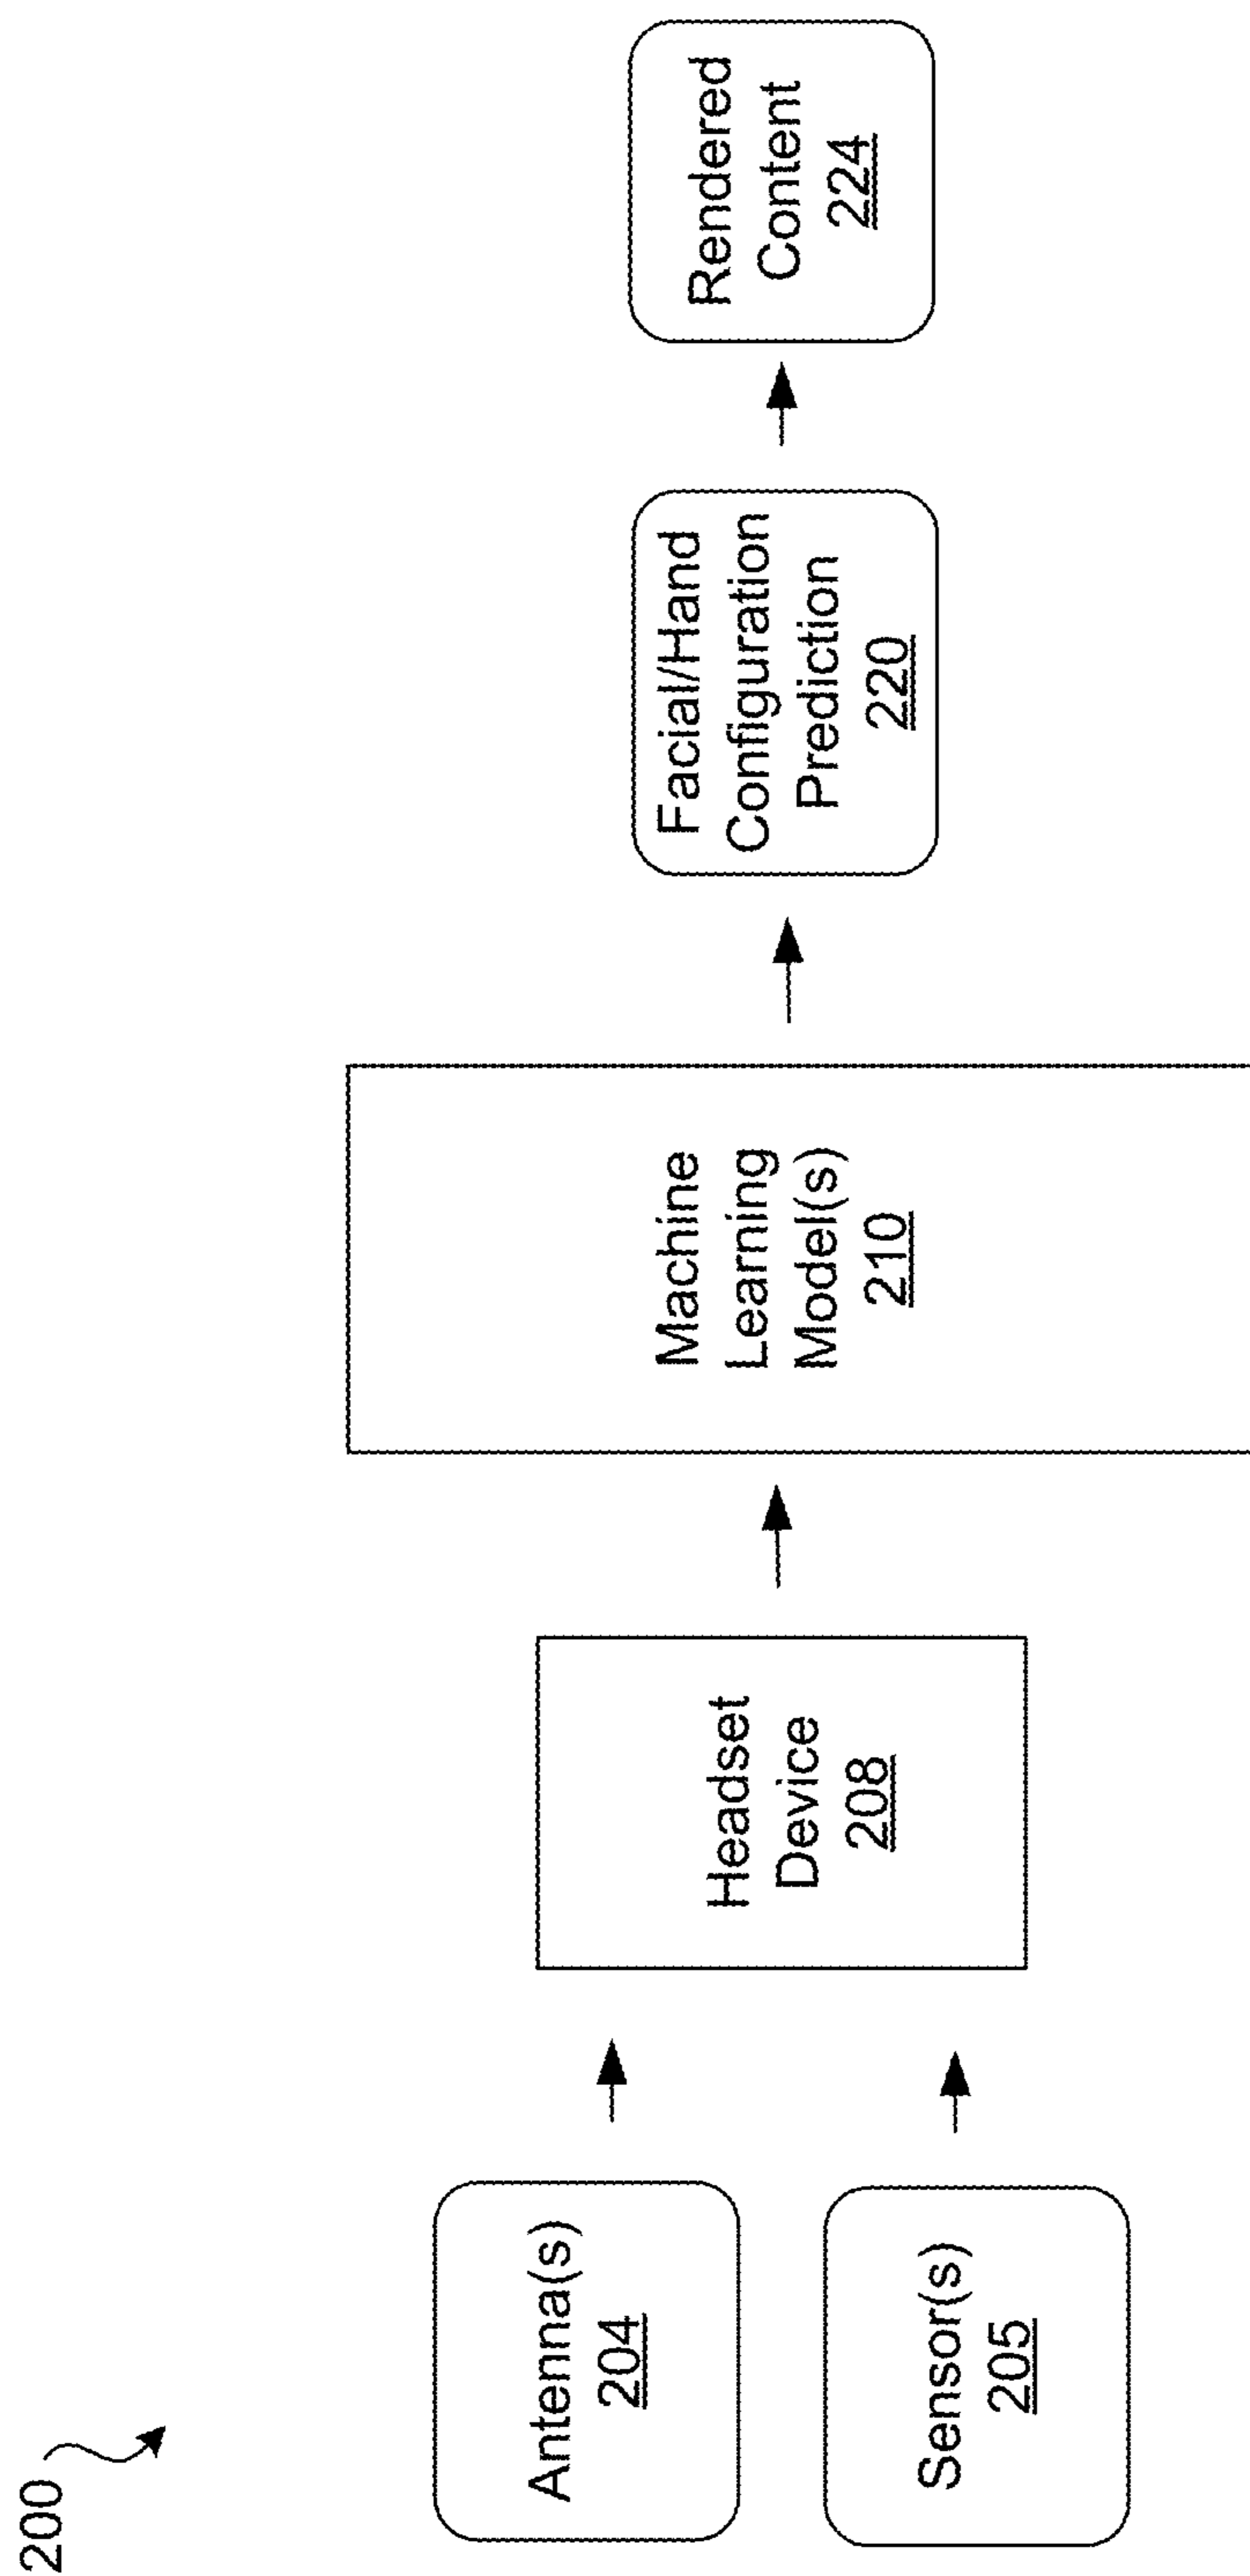 200
Antenna(s)
204
Sensor(s)
205
Headset
Device
208
Machine
Learning
Model(s)
210
Facial/Hand
Configuration
Prediction
220
Rendered
Content
224